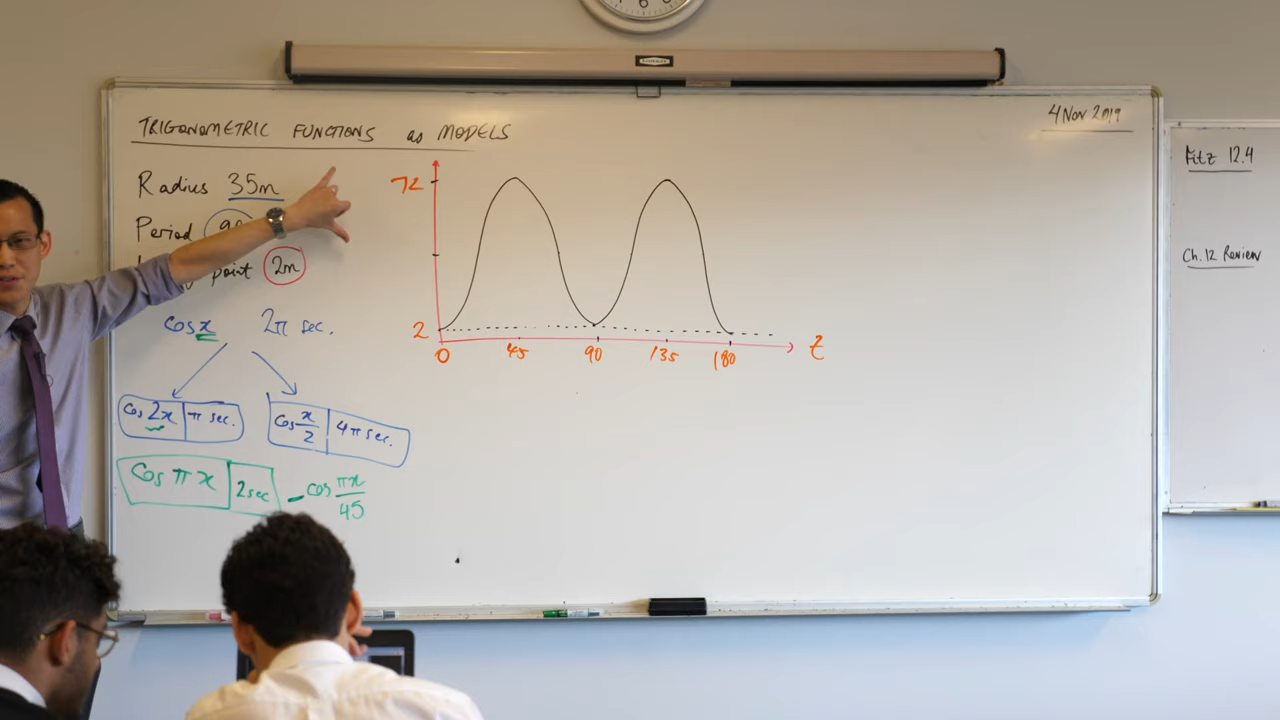 TRIGONOMETRIC FUNCTIONS as MODELS
4 Nov 2019
Radius 35m
Period 90
point 2m
cos x 2π sec.
cos 2x π sec.
cos x/2 4π sec.
cos πx 2 sec
-cos πx/45
72
2
0 45 90 135 180 t
Fitz 12.4
Ch. 12 Review